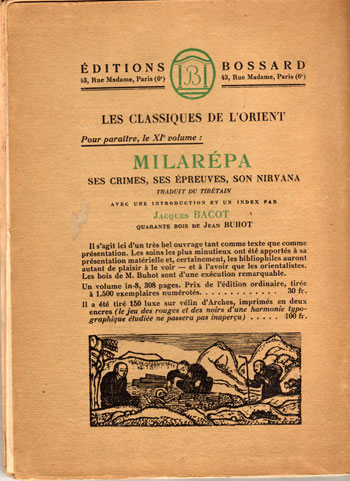 ÉDITIONS B BOSSARD
43, Rue Madame, Paris (6e) 43, Rue Madame, Paris (6e)
LES CLASSIQUES DE L'ORIENT
Pour paraître, le XIe volume :
MILARÉPA
SES CRIMES, SES ÉPREUVES, SON NIRVANA
TRADUIT DU TIBÉTAIN
AVEC UNE INTRODUCTION ET UN INDEX PAR
JACQUES BACOT
QUARANTE BOIS DE JEAN BUHOT
Il s'agit ici d'un très bel ouvrage tant comme texte que comme
présentation. Les soins les plus minutieux ont été apportés à sa
présentation matérielle et, certainement, les bibliophiles auront
autant de plaisir à le voir — et à l'avoir que les orientalistes.
Les bois de M. Buhot sont d'une exécution remarquable.
Un volume in-8, 308 pages. Prix de l'édition ordinaire, tirée
à 1.500 exemplaires numérotés. . . . . . . . . . . . . 30 fr.
Il a été tiré 150 luxe sur vélin d'Arches, imprimés en deux
encres (le jeu des rouges et des noirs d'une harmonie typo-
graphique étudiée ne passera pas inaperçu) . . . . . 100 fr.